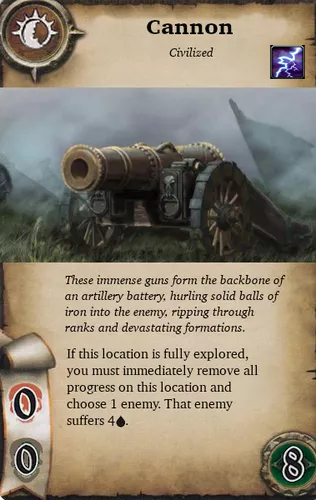 Cannon
Civilized
These immense guns form the backbone of
an artillery battery, hurling solid balls of
iron into the enemy, ripping through
ranks and devastating formations.
If this location is fully explored,
you must immediately remove all
progress on this location and
choose 1 enemy. That enemy
suffers 4
0
0
8